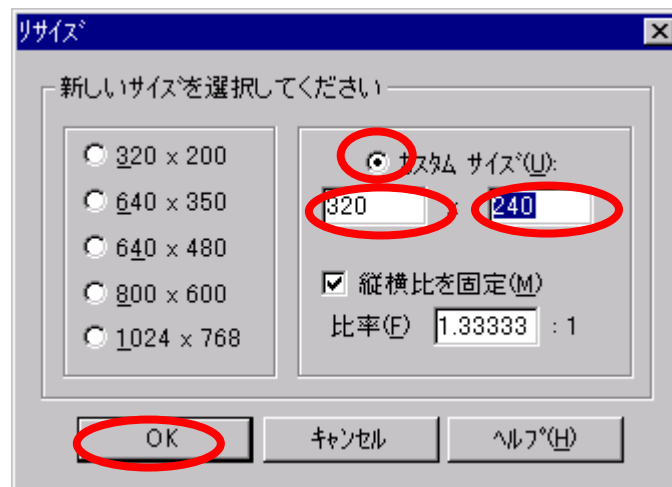 リサイズ
新しいサイズを選択してください
320 x 200
カスタム サイズ(U):
640 x 350
320 x 240
640 x 480
800 x 600
縦横比を固定(M)
1024 x 768
比率(F) 1.33333 : 1
OK キャンセル ヘルプ(H)